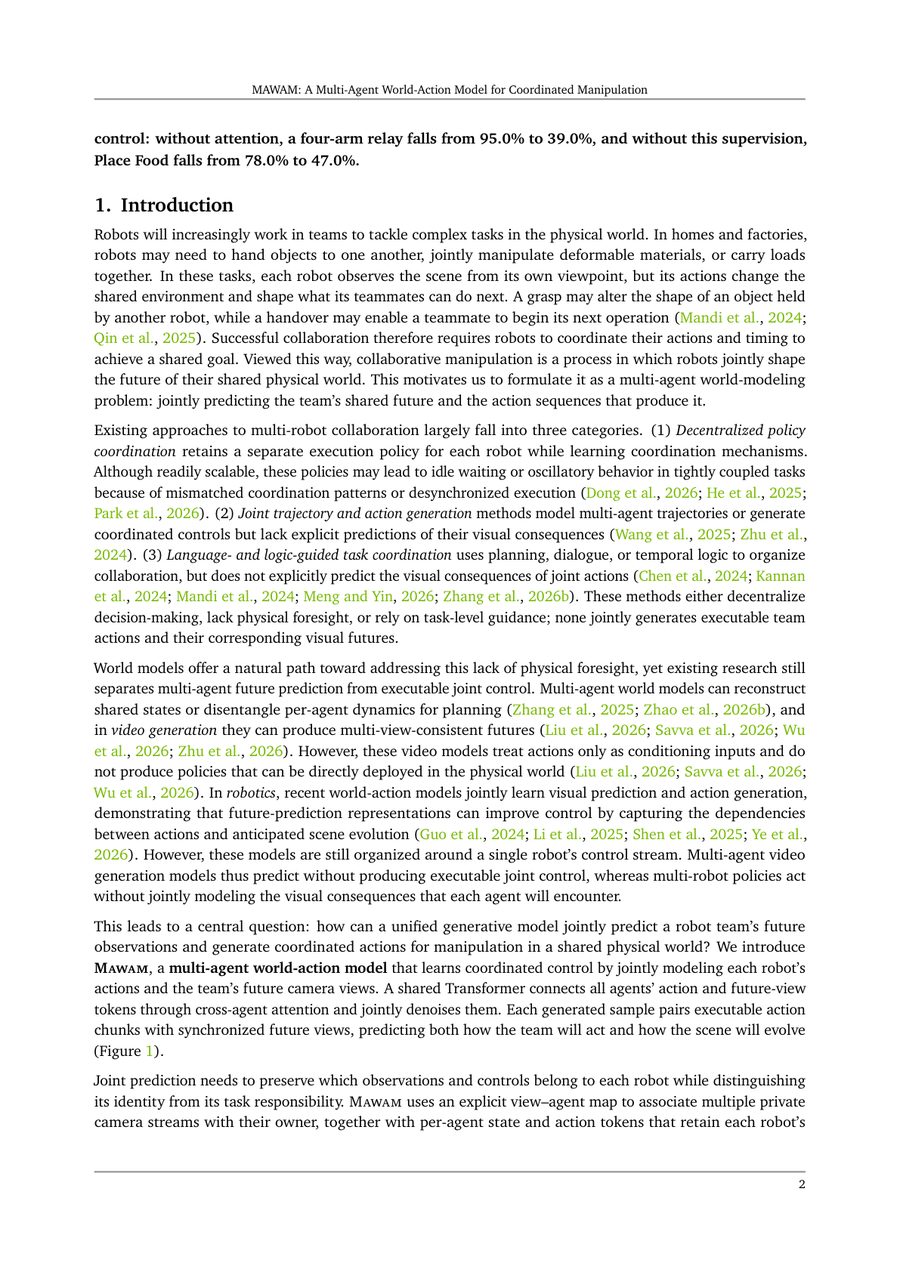 MAWAM: A Multi-Agent World-Action Model for Coordinated Manipulation
control: without attention, a four-arm relay falls from 95.0% to 39.0%, and without this supervision,
Place Food falls from 78.0% to 47.0%.
1. Introduction
Robots will increasingly work in teams to tackle complex tasks in the physical world. In homes and factories,
robots may need to hand objects to one another, jointly manipulate deformable materials, or carry loads
together. In these tasks, each robot observes the scene from its own viewpoint, but its actions change the
shared environment and shape what its teammates can do next. A grasp may alter the shape of an object held
by another robot, while a handover may enable a teammate to begin its next operation (Mandi et al., 2024;
Qin et al., 2025). Successful collaboration therefore requires robots to coordinate their actions and timing to
achieve a shared goal. Viewed this way, collaborative manipulation is a process in which robots jointly shape
the future of their shared physical world. This motivates us to formulate it as a multi-agent world-modeling
problem: jointly predicting the team's shared future and the action sequences that produce it.
Existing approaches to multi-robot collaboration largely fall into three categories. (1) Decentralized policy
coordination retains a separate execution policy for each robot while learning coordination mechanisms.
Although readily scalable, these policies may lead to idle waiting or oscillatory behavior in tightly coupled tasks
because of mismatched coordination patterns or desynchronized execution (Dong et al., 2026; He et al., 2025;
Park et al., 2026). (2) Joint trajectory and action generation methods model multi-agent trajectories or generate
coordinated controls but lack explicit predictions of their visual consequences (Wang et al., 2025; Zhu et al.,
2024). (3) Language- and logic-guided task coordination uses planning, dialogue, or temporal logic to organize
collaboration, but does not explicitly predict the visual consequences of joint actions (Chen et al., 2024; Kannan
et al., 2024; Mandi et al., 2024; Meng and Yin, 2026; Zhang et al., 2026b). These methods either decentralize
decision-making, lack physical foresight, or rely on task-level guidance; none jointly generates executable team
actions and their corresponding visual futures.
World models offer a natural path toward addressing this lack of physical foresight, yet existing research still
separates multi-agent future prediction from executable joint control. Multi-agent world models can reconstruct
shared states or disentangle per-agent dynamics for planning (Zhang et al., 2025; Zhao et al., 2026b), and
in video generation they can produce multi-view-consistent futures (Liu et al., 2026; Savva et al., 2026; Wu
et al., 2026; Zhu et al., 2026). However, these video models treat actions only as conditioning inputs and do
not produce policies that can be directly deployed in the physical world (Liu et al., 2026; Savva et al., 2026;
Wu et al., 2026). In robotics, recent world-action models jointly learn visual prediction and action generation,
demonstrating that future-prediction representations can improve control by capturing the dependencies
between actions and anticipated scene evolution (Guo et al., 2024; Li et al., 2025; Shen et al., 2025; Ye et al.,
2026). However, these models are still organized around a single robot's control stream. Multi-agent video
generation models thus predict without producing executable joint control, whereas multi-robot policies act
without jointly modeling the visual consequences that each agent will encounter.
This leads to a central question: how can a unified generative model jointly predict a robot team's future
observations and generate coordinated actions for manipulation in a shared physical world? We introduce
Mawam, a multi-agent world-action model that learns coordinated control by jointly modeling each robot's
actions and the team's future camera views. A shared Transformer connects all agents' action and future-view
tokens through cross-agent attention and jointly denoises them. Each generated sample pairs executable action
chunks with synchronized future views, predicting both how the team will act and how the scene will evolve
(Figure 1).
Joint prediction needs to preserve which observations and controls belong to each robot while distinguishing
its identity from its task responsibility. Mawam uses an explicit view–agent map to associate multiple private
camera streams with their owner, together with per-agent state and action tokens that retain each robot's
2